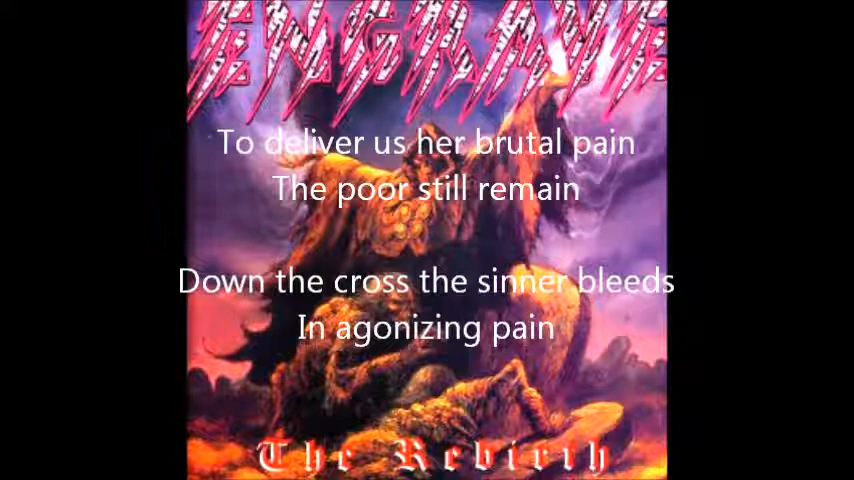 ENGRAVE
To deliver us her brutal pain
The poor still remain
Down the cross the sinner bleeds
In agonizing pain
The Rebirth